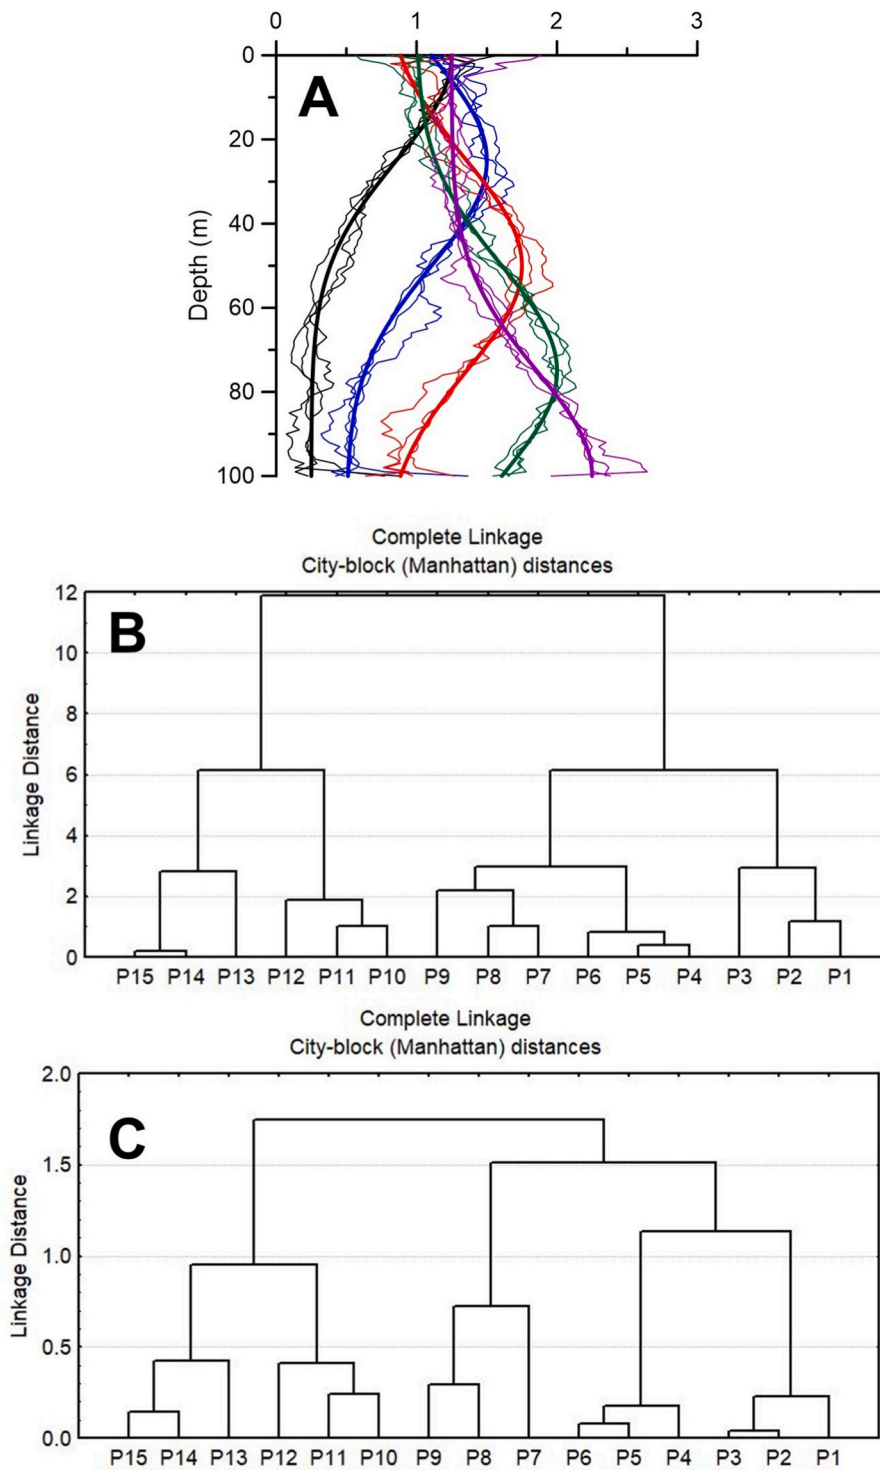 0 1 2 3
A
0
20
40
60
80
100
Depth (m)
Complete Linkage
City-block (Manhattan) distances
B
12
10
8
6
4
2
0
Linkage Distance
P15 P14 P13 P12 P11 P10 P9 P8 P7 P6 P5 P4 P3 P2 P1
Complete Linkage
City-block (Manhattan) distances
C
2.0
1.5
1.0
0.5
0.0
Linkage Distance
P15 P14 P13 P12 P11 P10 P9 P8 P7 P6 P5 P4 P3 P2 P1